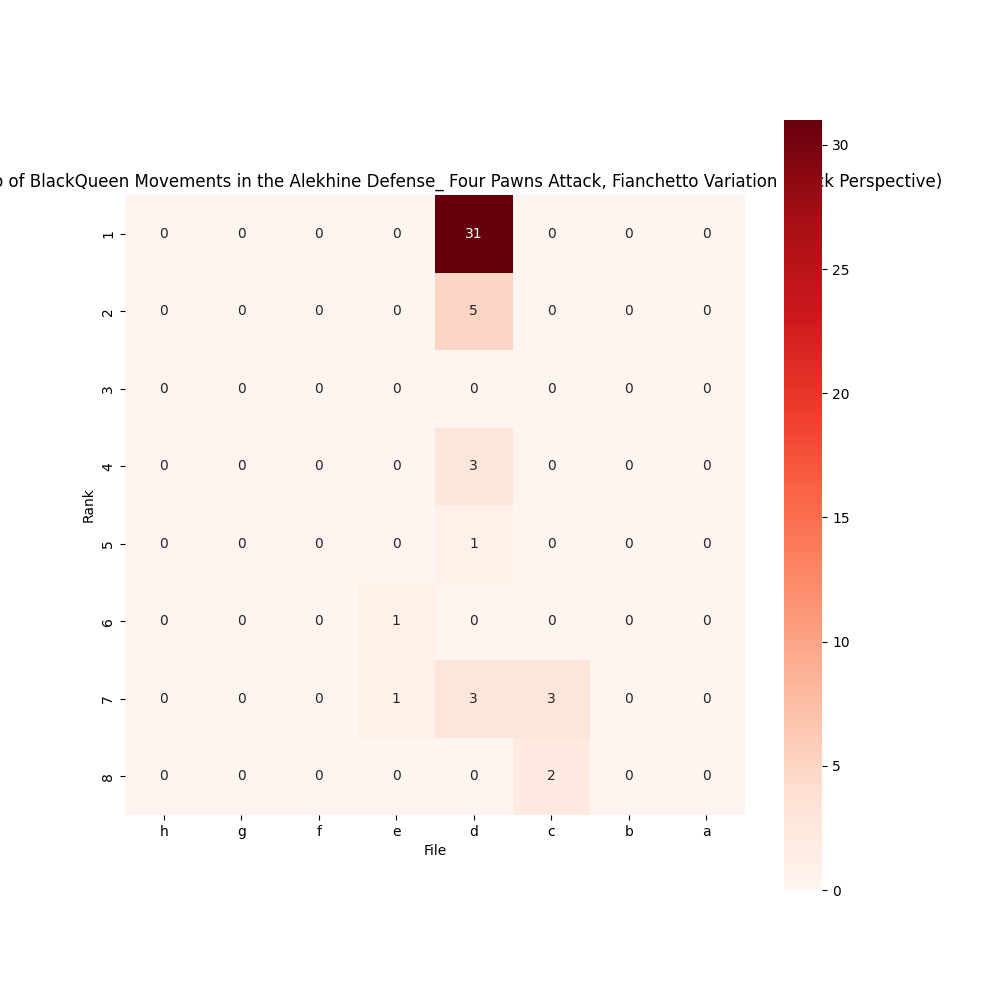 of BlackQueen Movements in the Alekhine Defense_ Four Pawns Attack, Fianchetto Variation Perspective)
30
25
20
15
10
5
0
Rank
1 0 0 0 0 31 0 0 0
2 0 0 0 0 5 0 0 0
3 0 0 0 0 0 0 0 0
4 0 0 0 0 3 0 0 0
5 0 0 0 0 1 0 0 0
6 0 0 0 1 0 0 0 0
7 0 0 0 1 3 3 0 0
8 0 0 0 0 0 2 0 0
h g f e d c b a
File